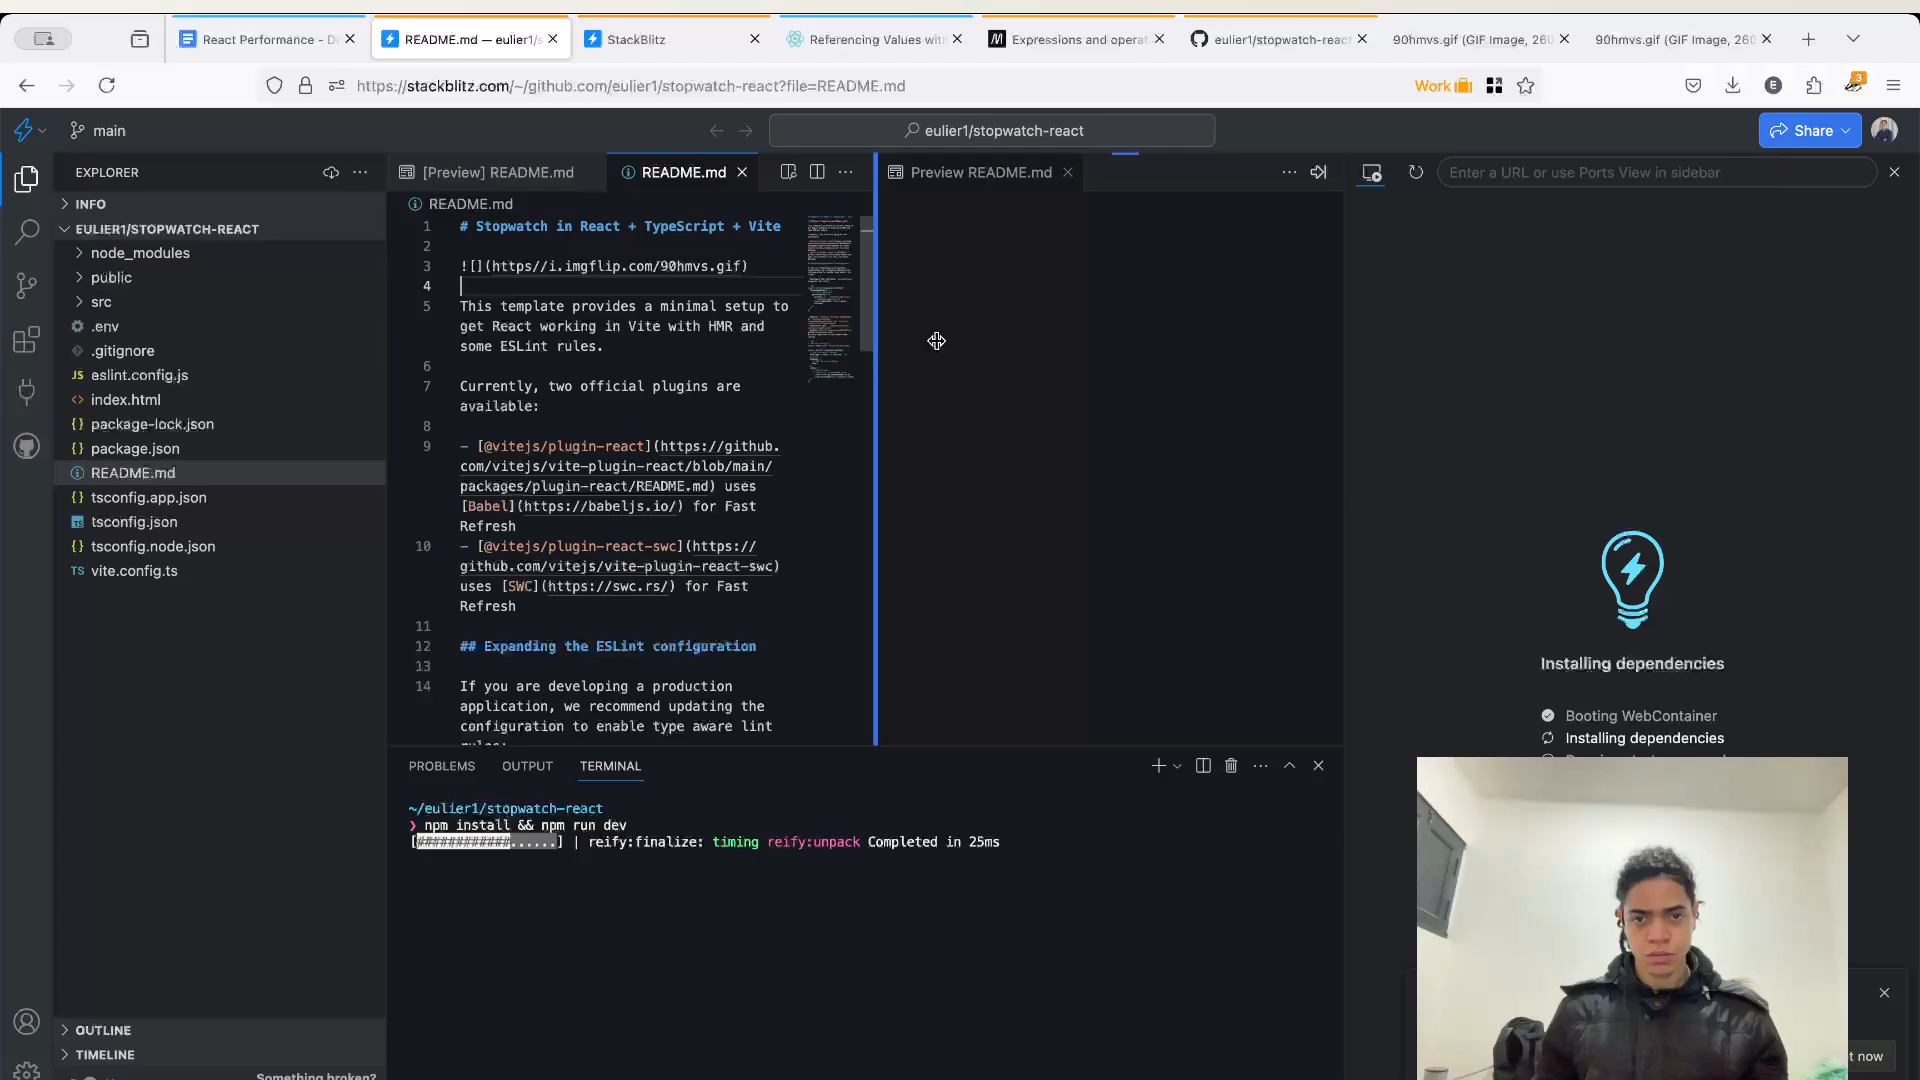 React Performance - D
README.md — eulier1/s
StackBlitz
Referencing Values with
Expressions and operat
eulier1/stopwatch-react
90hmvs.gif (GIF Image, 260
90hmvs.gif (GIF Image, 260
https://stackblitz.com/~/github.com/eulier1/stopwatch-react?file=README.md
Work
E
3
main
eulier1/stopwatch-react
Share
EXPLORER
INFO
EULIER1/STOPWATCH-REACT
node_modules
public
src
.env
.gitignore
JS eslint.config.js
<> index.html
{} package-lock.json
{} package.json
README.md
{} tsconfig.app.json
tsconfig.json
{} tsconfig.node.json
TS vite.config.ts
OUTLINE
TIMELINE
Something broken?
[Preview] README.md
README.md
README.md
1 # Stopwatch in React + TypeScript + Vite
2
3 ![](https//i.imgflip.com/90hmvs.gif)
4
5 This template provides a minimal setup to
get React working in Vite with HMR and
some ESLint rules.
6
7 Currently, two official plugins are
available:
8
9 - [@vitejs/plugin-react](https://github.
com/vitejs/vite-plugin-react/blob/main/
packages/plugin-react/README.md) uses
[Babel](https://babeljs.io/) for Fast
Refresh
10 - [@vitejs/plugin-react-swc](https://
github.com/vitejs/vite-plugin-react-swc)
uses [SWC](https://swc.rs/) for Fast
Refresh
11
12 ## Expanding the ESLint configuration
13
14 If you are developing a production
application, we recommend updating the
configuration to enable type aware lint
rules:
Preview README.md
Enter a URL or use Ports View in sidebar
Installing dependencies
Booting WebContainer
Installing dependencies
PROBLEMS
OUTPUT
TERMINAL
~/eulier1/stopwatch-react
❯ npm install && npm run dev
[############......] | reify:finalize: timing reify:unpack Completed in 25ms
t now